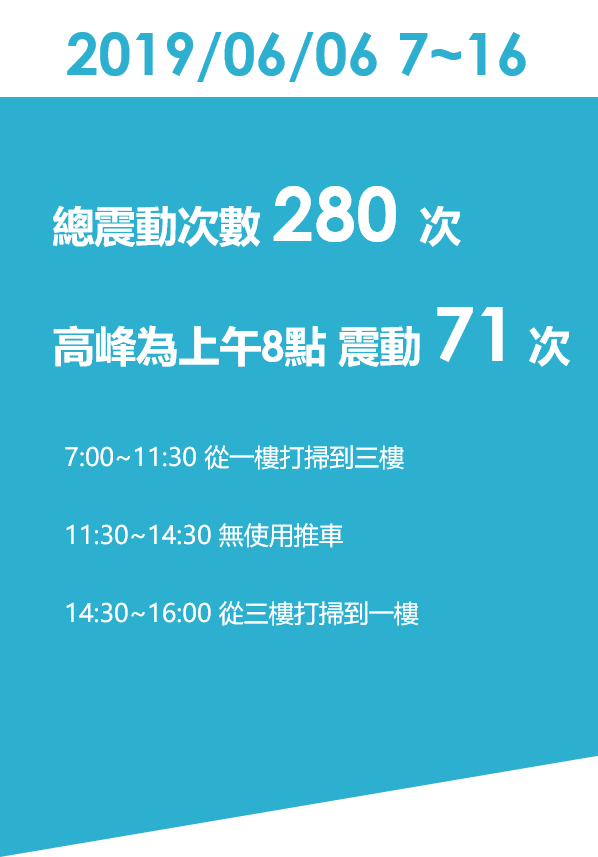 2019/06/06 7~16
總震動次數 280 次
高峰為上午8點 震動 71 次
7:00~11:30 從一樓打掃到三樓
11:30~14:30 無使用推車
14:30~16:00 從三樓打掃到一樓